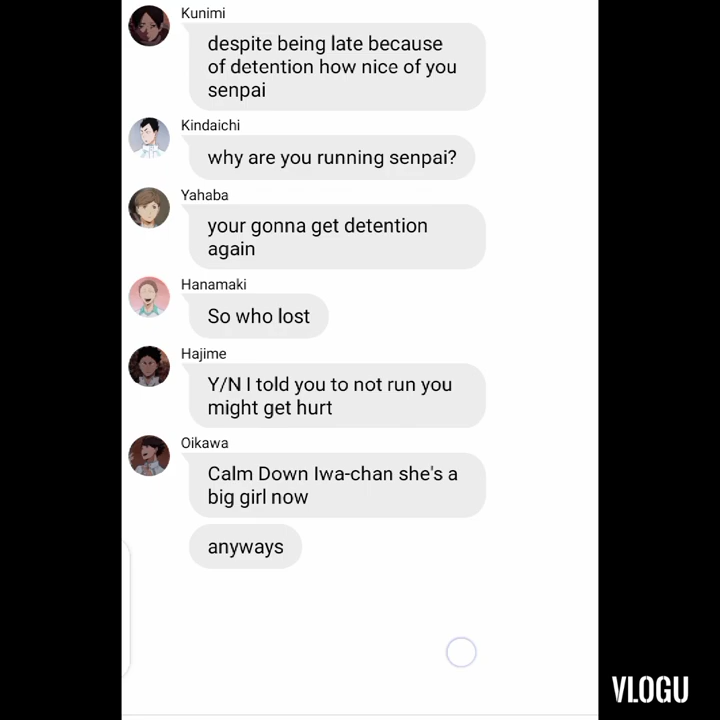 Kunimi
despite being late because
of detention how nice of you
senpai
Kindaichi
why are you running senpai?
Yahaba
your gonna get detention
again
Hanamaki
So who lost
Hajime
Y/N I told you to not run you
might get hurt
Oikawa
Calm Down Iwa-chan she's a
big girl now
anyways
VLOGU